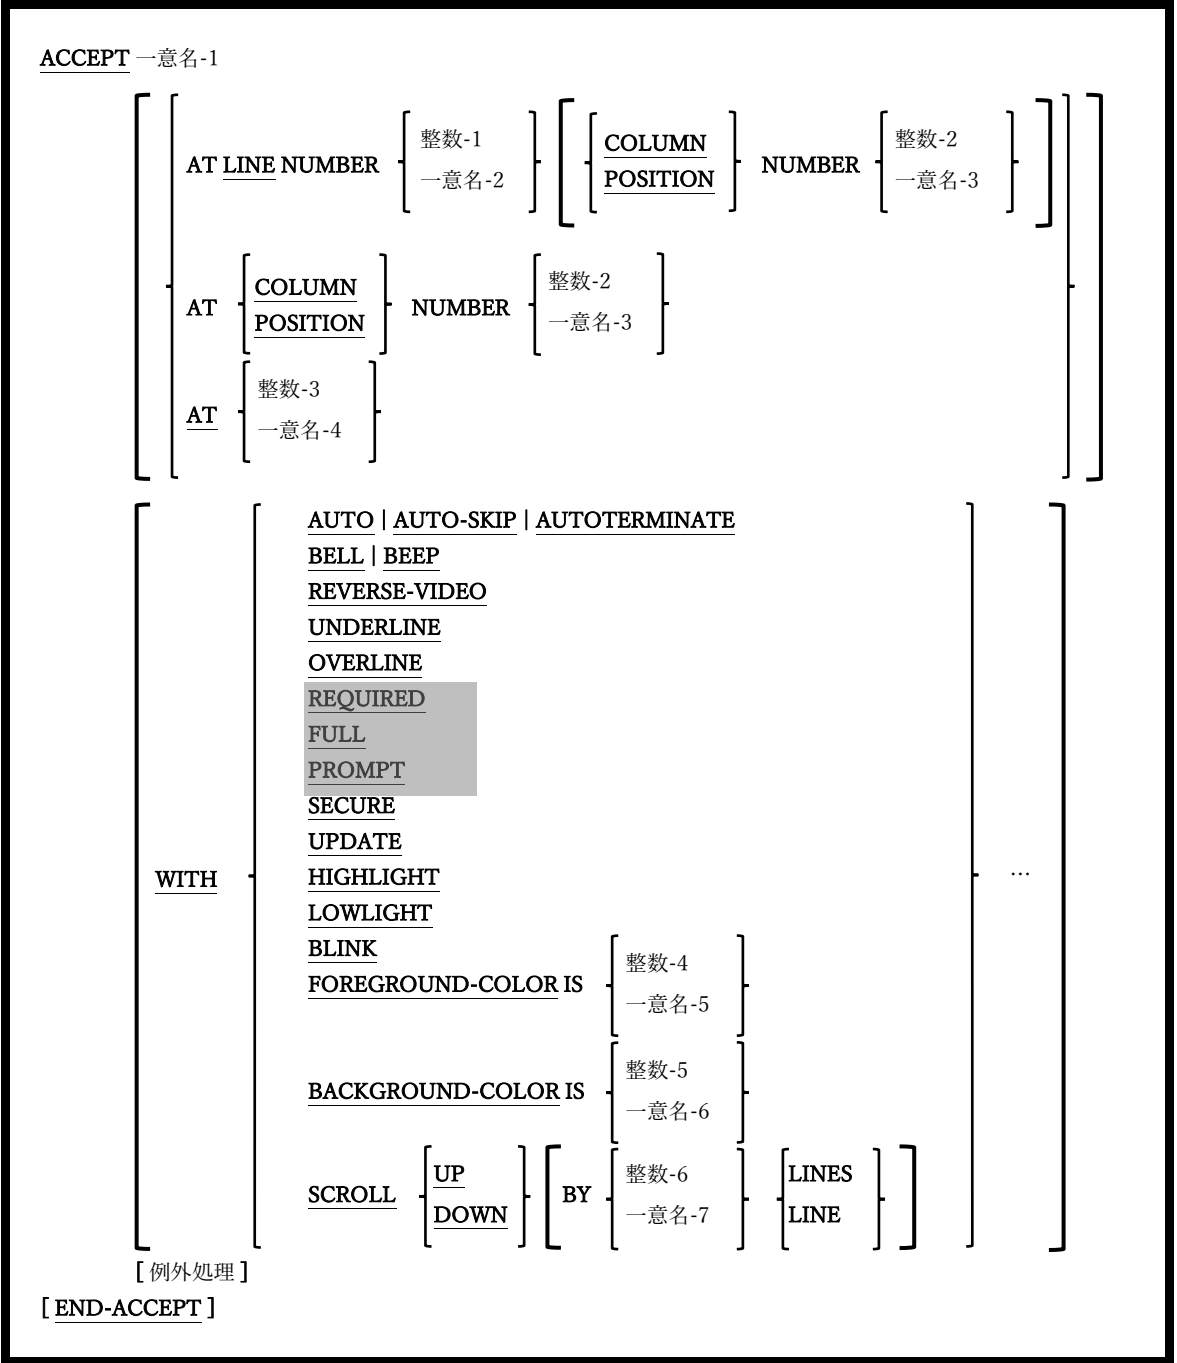 ACCEPT 一意名-1
整数-1
整数-2
AT LINE NUMBER COLUMN NUMBER
一意名-2 POSITION 一意名-3
整数-2
AT COLUMN NUMBER
POSITION 一意名-3
整数-3
AT
一意名-4
AUTO | AUTO-SKIP | AUTOTERMINATE
BELL | BEEP
REVERSE-VIDEO
UNDERLINE
OVERLINE
REQUIRED
FULL
PROMPT
SECURE
UPDATE
WITH HIGHLIGHT ...
LOWLIGHT
BLINK
整数-4
FOREGROUND-COLOR IS
一意名-5
整数-5
BACKGROUND-COLOR IS
一意名-6
UP 整数-6 LINES
SCROLL BY
DOWN 一意名-7 LINE
[ 例外処理 ]
[ END-ACCEPT ]